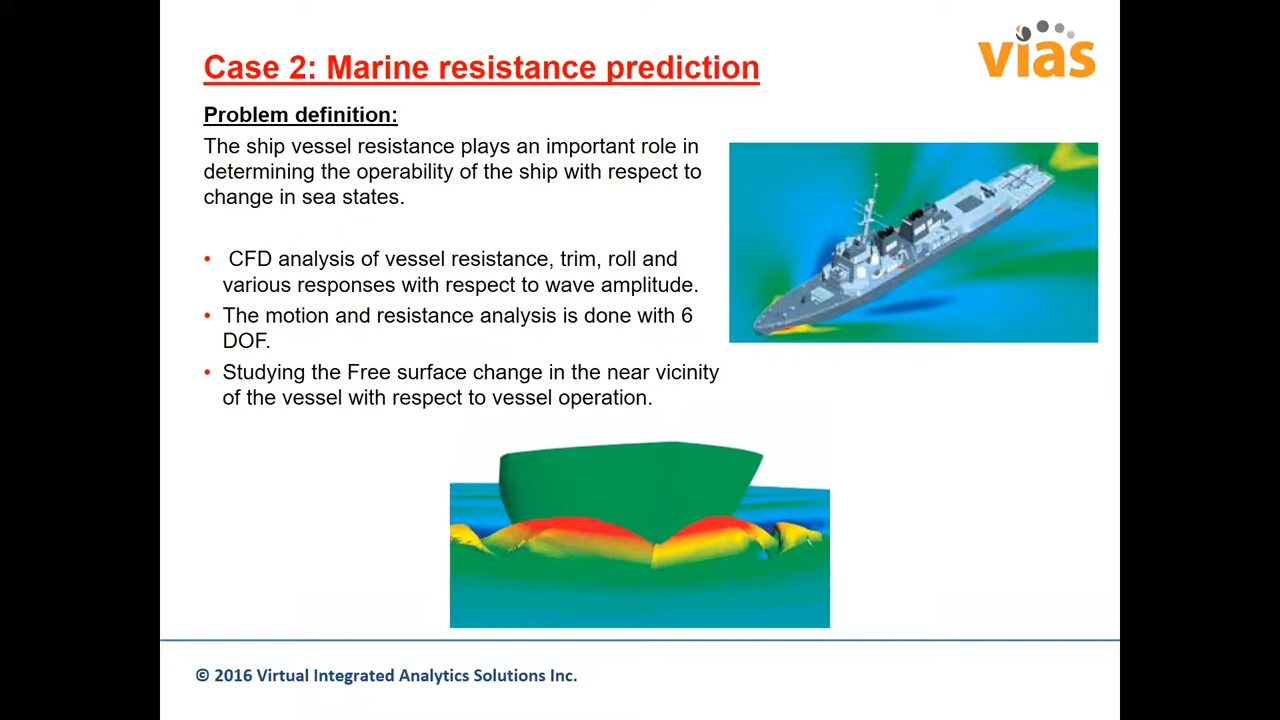 Case 2: Marine resistance prediction
vias
Problem definition:
The ship vessel resistance plays an important role in
determining the operability of the ship with respect to
change in sea states.
• CFD analysis of vessel resistance, trim, roll and
various responses with respect to wave amplitude.
• The motion and resistance analysis is done with 6
DOF.
• Studying the Free surface change in the near vicinity
of the vessel with respect to vessel operation.
© 2016 Virtual Integrated Analytics Solutions Inc.